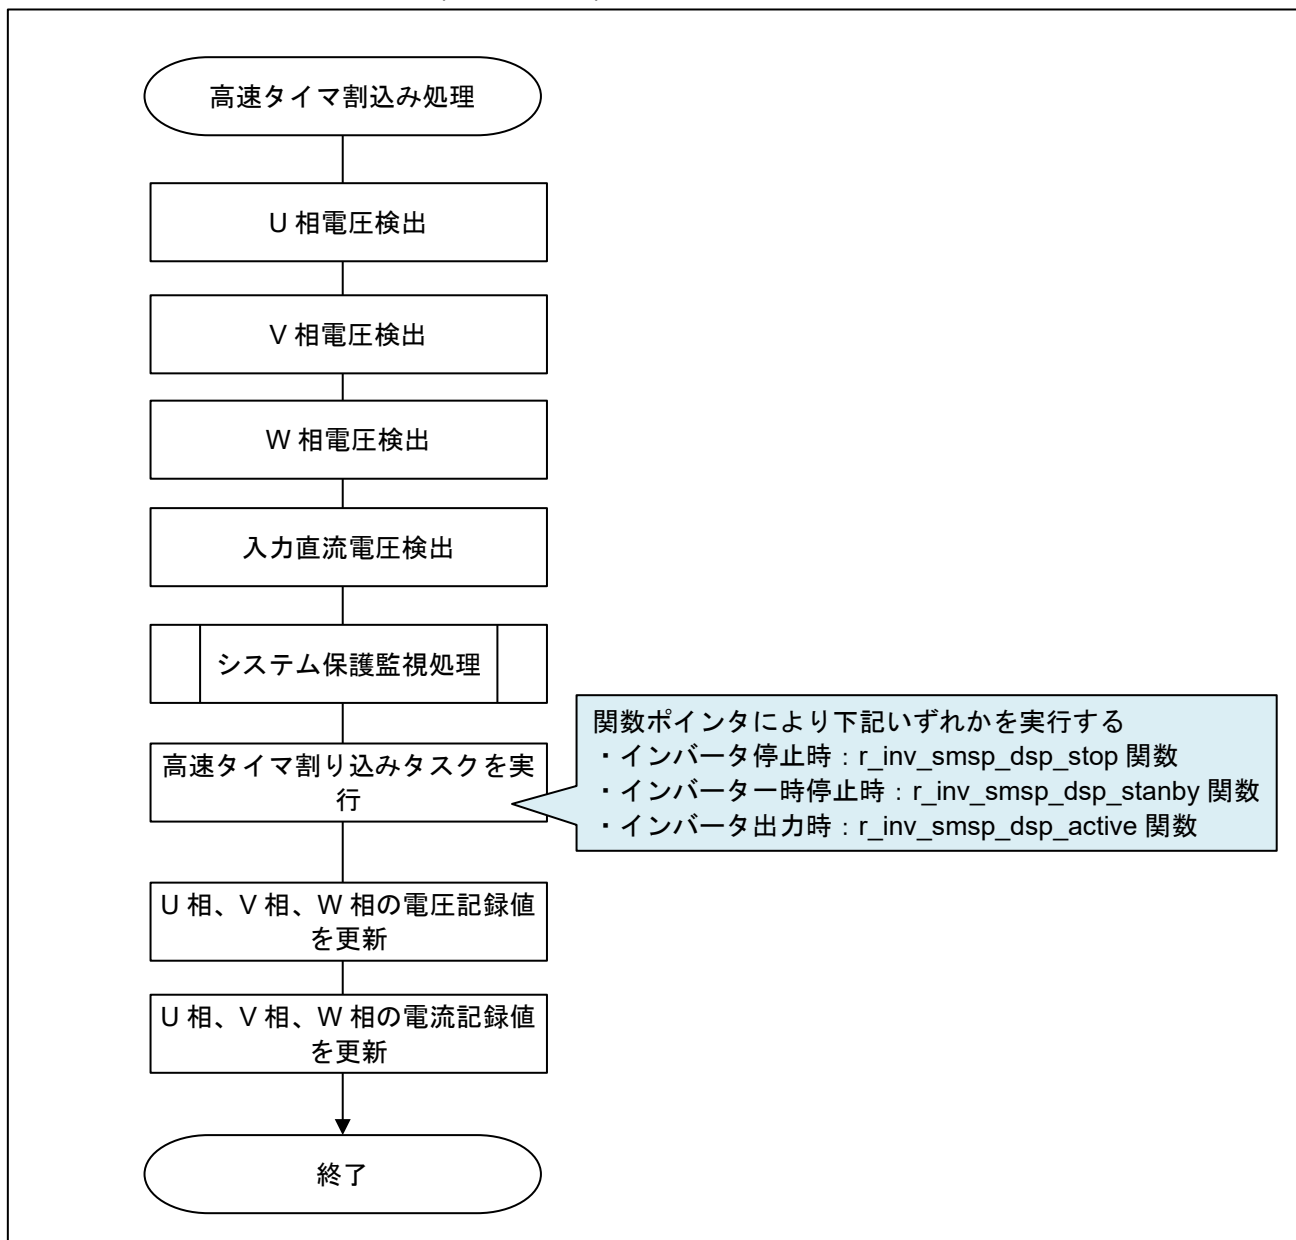 高速タイマ割込み処理
U 相電圧検出
V 相電圧検出
W 相電圧検出
入力直流電圧検出
システム保護監視処理
高速タイマ割り込みタスクを実
行
関数ポインタにより下記いずれかを実行する
・インバータ停止時：r_inv_smsp_dsp_stop 関数
・インバータ一時停止時：r_inv_smsp_dsp_stanby 関数
・インバータ出力時：r_inv_smsp_dsp_active 関数
U 相、V 相、W 相の電圧記録値
を更新
U 相、V 相、W 相の電流記録値
を更新
終了